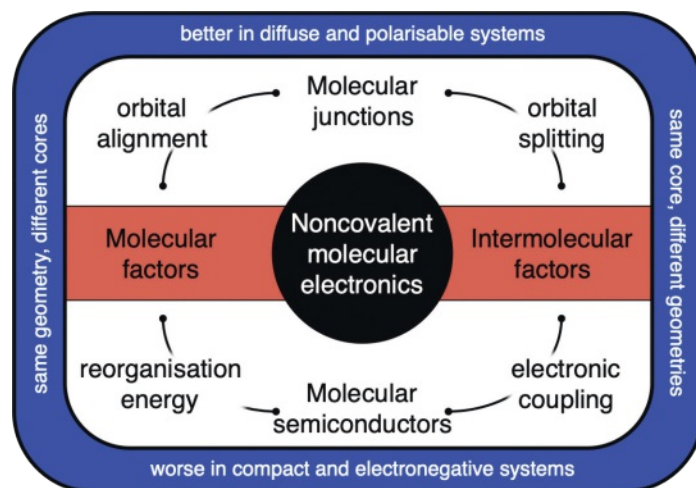 better in diffuse and polarisable systems
Molecular
junctions
orbital
alignment
orbital
splitting
same geometry, different cores
same core, different geometries
Molecular
factors
Noncovalent
molecular
electronics
Intermolecular
factors
reorganisation
energy
electronic
coupling
Molecular
semiconductors
worse in compact and electronegative systems